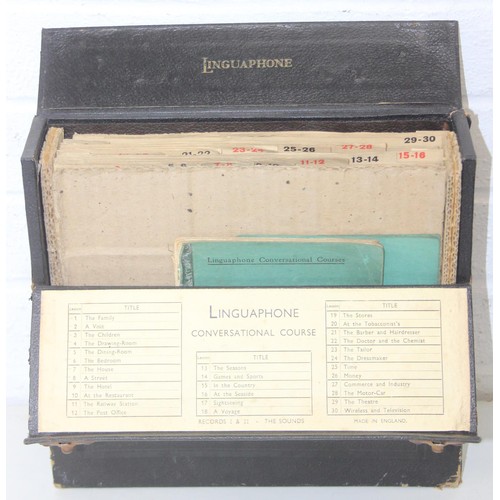 LINGUAPHONE
29-30
21-22 23-24 25-26 27-28
5-6 7-8 11-12 13-14 15-16
Linguaphone Conversational Courses
LINGUAPHONE
CONVERSATIONAL COURSE
TITLE
1 The Family
2 A Visit
3 The Children
4 The Drawing-Room
5 The Dining-Room
6 The Bedroom
7 The House
8 A Street
9 The Hotel
10 At the Restaurant
11 The Railway Station
12 The Post Office
TITLE
13 The Seasons
14 Games and Sports
15 In the Country
16 At the Seaside
17 Sightseeing
18 A Voyage
TITLE
19 The Stores
20 At the Tobacconist's
21 The Barber and Hairdresser
22 The Doctor and the Chemist
23 The Tailor
24 The Dressmaker
25 Time
26 Money
27 Commerce and Industry
28 The Motor-Car
29 The Theatre
30 Wireless and Television
RECORDS I & II - THE SOUNDS
MADE IN ENGLAND